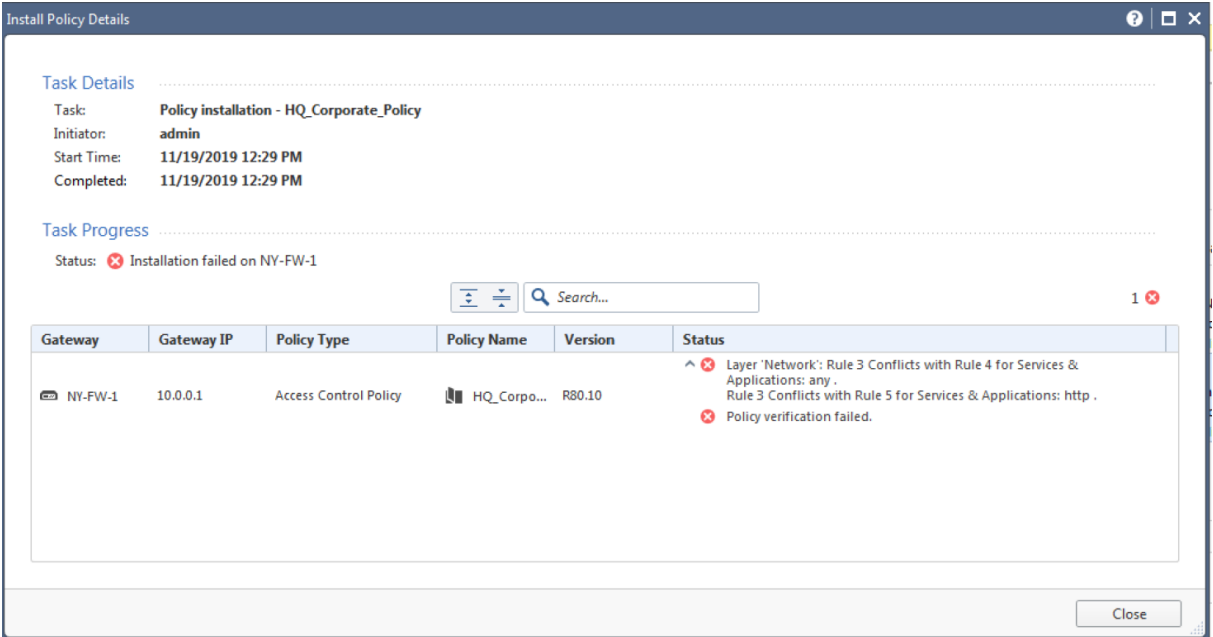 Install Policy Details
Task Details
Task: Policy installation - HQ_Corporate_Policy
Initiator: admin
Start Time: 11/19/2019 12:29 PM
Completed: 11/19/2019 12:29 PM
Task Progress
Status: Installation failed on NY-FW-1
Search...
1
Gateway Gateway IP Policy Type Policy Name Version Status
Layer 'Network': Rule 3 Conflicts with Rule 4 for Services &
Applications: any .
NY-FW-1 10.0.0.1 Access Control Policy HQ_Corpo... R80.10 Rule 3 Conflicts with Rule 5 for Services & Applications: http .
Policy verification failed.
Close